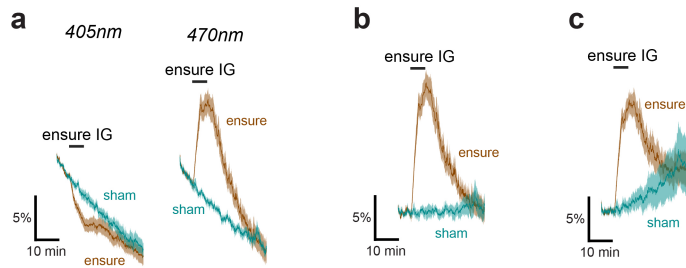 a
405nm
470nm
ensure IG
ensure
sham
5%
10 min
ensure IG
sham
ensure
b
ensure IG
ensure
sham
5%
10 min
c
ensure IG
ensure
sham
5%
10 min